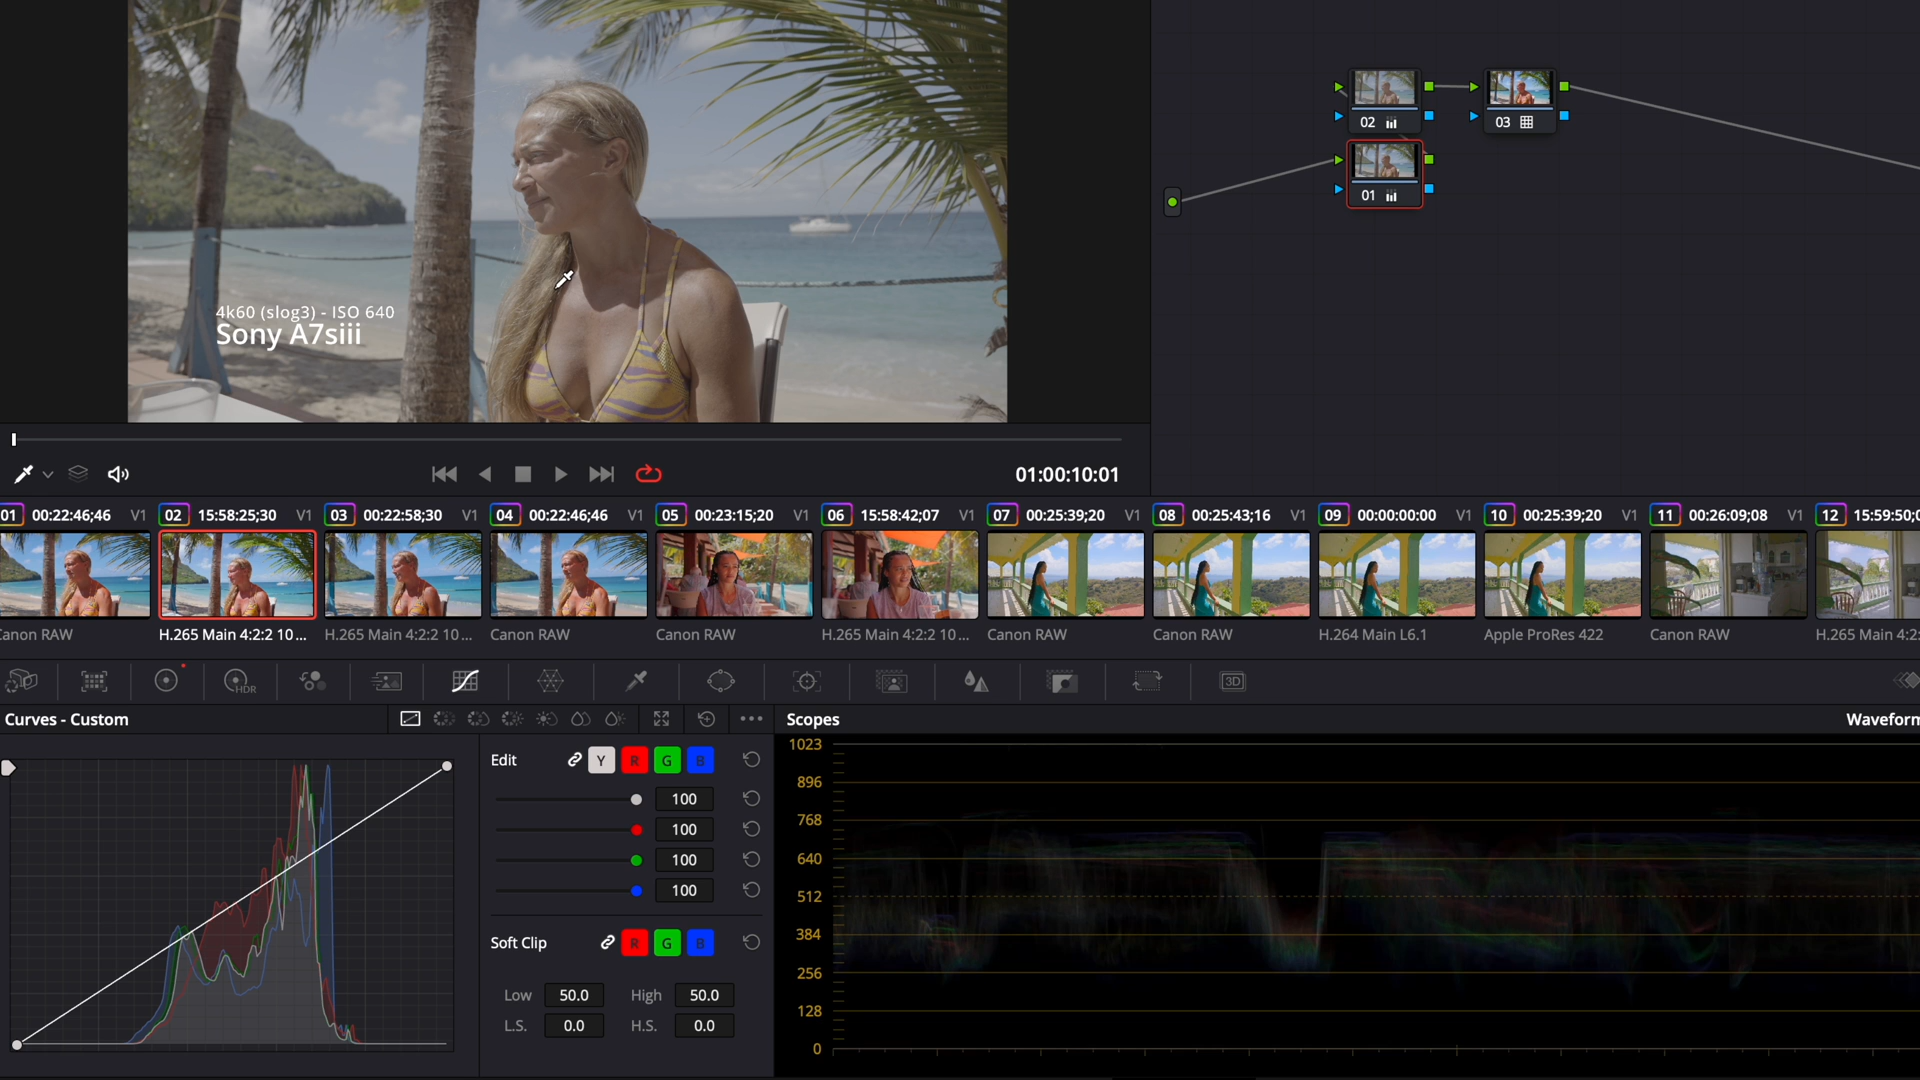 4k60 (slog3) - ISO 640
Sony A7siii
02
03
01
01:00:10:01
01 00:22:46;46 V1
02 15:58:25;30 V1
03 00:22:58;30 V1
04 00:22:46;46 V1
05 00:23:15;20 V1
06 15:58:42;07 V1
07 00:25:39;20 V1
08 00:25:43;16 V1
09 00:00:00:00 V1
10 00:25:39;20 V1
11 00:26:09;08 V1
12 15:59:50;0
Canon RAW
H.265 Main 4:2:2 10...
H.265 Main 4:2:2 10...
Canon RAW
Canon RAW
H.265 Main 4:2:2 10...
Canon RAW
Canon RAW
H.264 Main L6.1
Apple ProRes 422
Canon RAW
H.265 Main 4:2:
HDR
3D
Curves - Custom
Edit Y R G B
100
100
100
100
Soft Clip R G B
Low 50.0 High 50.0
L.S. 0.0 H.S. 0.0
Scopes
Waveform
1023
896
768
640
512
384
256
128
0